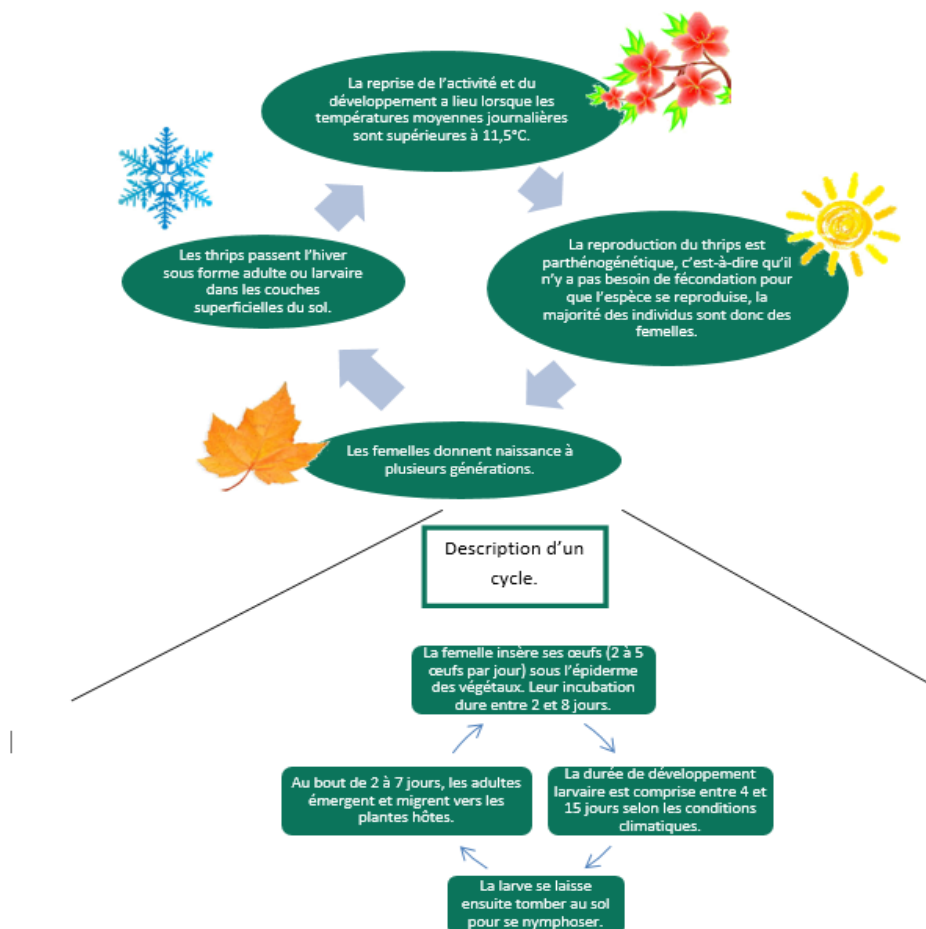 La reprise de l'activité et du
développement a lieu lorsque les
températures moyennes journalières
sont supérieures à 11,5°C.
La reproduction du thrips est
parthénogénétique, c'est-à-dire qu'il
n'y a pas besoin de fécondation pour
que l'espèce se reproduise, la
majorité des individus sont donc des
femelles.
Les thrips passent l'hiver
sous forme adulte ou larvaire
dans les couches
superficielles du sol.
Les femelles donnent naissance à
plusieurs générations.
Description d'un
cycle.
La femelle insère ses œufs (2 à 5
œufs par jour) sous l'épiderme
des végétaux. Leur incubation
dure entre 2 et 8 jours.
La durée de développement
larvaire est comprise entre 4 et
15 jours selon les conditions
climatiques.
La larve se laisse
ensuite tomber au sol
pour se nymphoser.
Au bout de 2 à 7 jours, les adultes
émergent et migrent vers les
plantes hôtes.